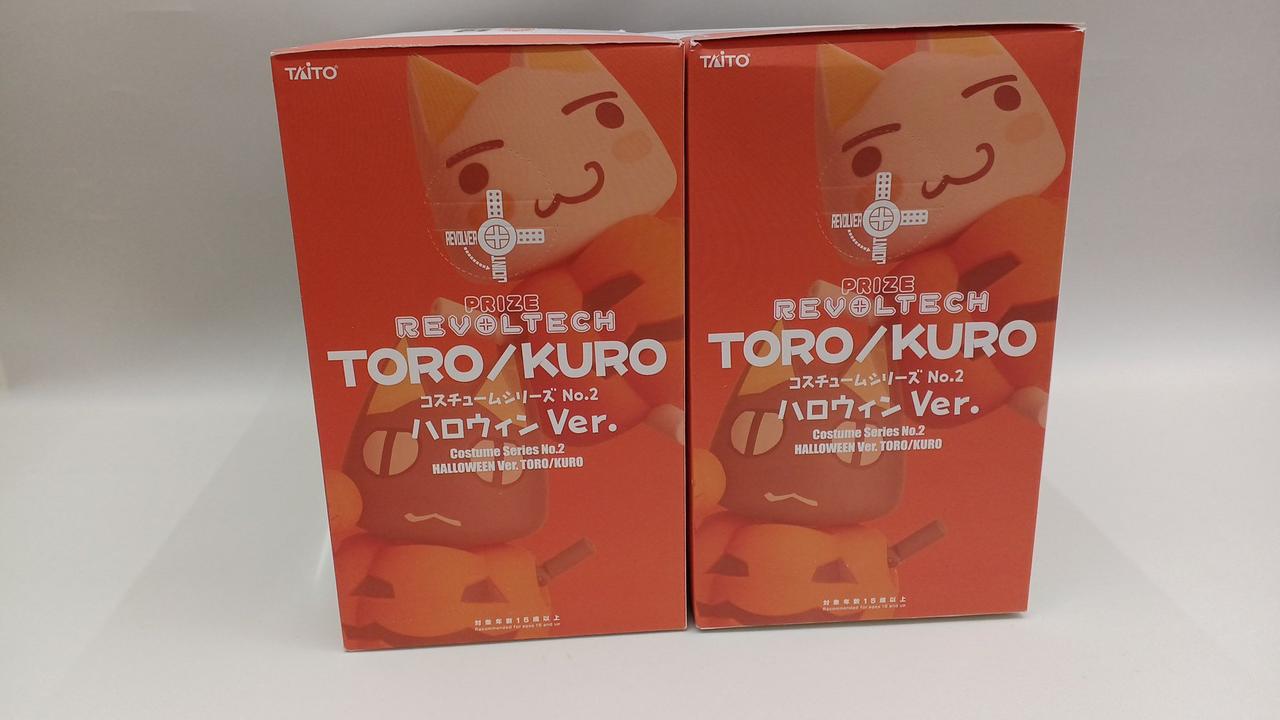 TAITO®
REVOLVER
JOINT
PRIZE
REVOLTECH
TORO/KURO
コスチュームシリーズ No.2
ハロウィン Ver.
Costume Series No.2
HALLOWEEN Ver. TORO/KURO
対象年齢15歳以上
Recommended for ages 15 and up
TAITO®
REVOLVER
JOINT
PRIZE
REVOLTECH
TORO/KURO
コスチュームシリーズ No.2
ハロウィン Ver.
Costume Series No.2
HALLOWEEN Ver. TORO/KURO
対象年齢15歳以上
Recommended for ages 15 and up